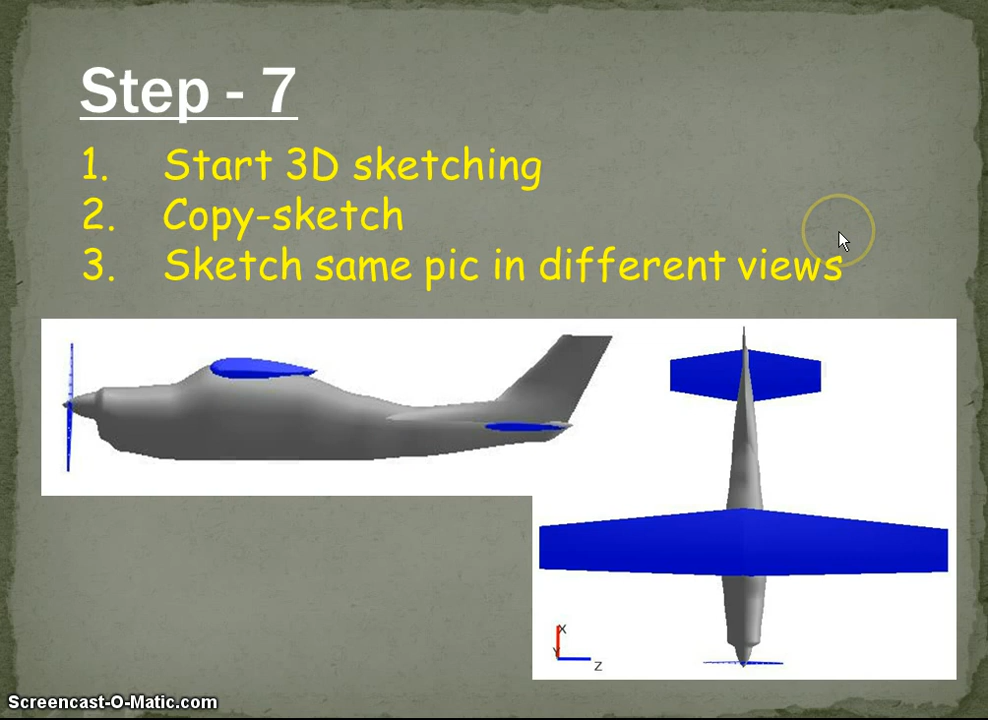 Step - 7
1. Start 3D sketching
2. Copy-sketch
3. Sketch same pic in different views
X
Y
Z
Screencast-O-Matic.com